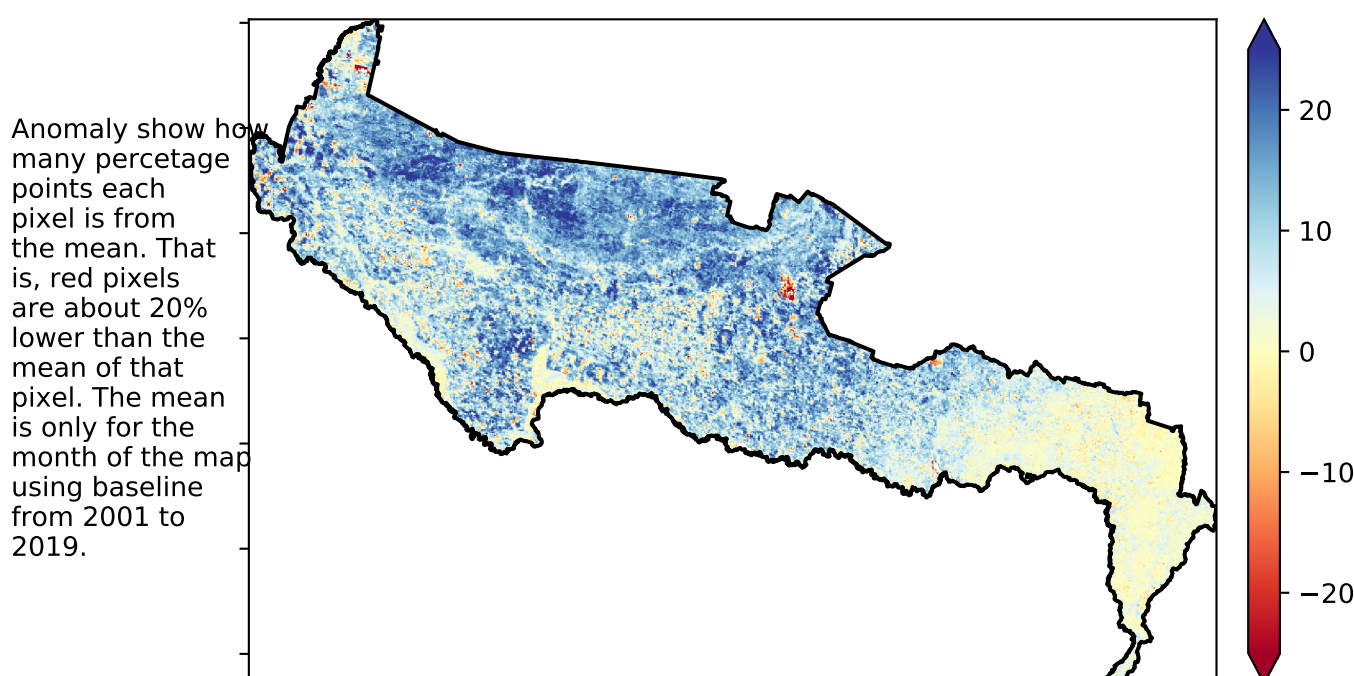 Anomaly show how
many percetage
points each
pixel is from
the mean. That
is, red pixels
are about 20%
lower than the
mean of that
pixel. The mean
is only for the
month of the map
using baseline
from 2001 to
2019.
20
10
0
−10
−20